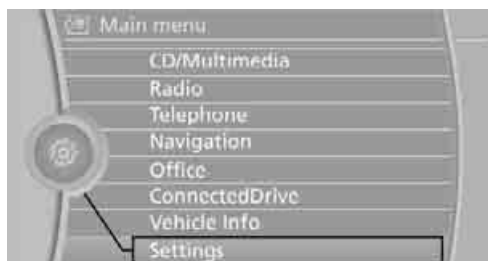 Main menu
CD/Multimedia
Radio
Telephone
Navigation
Office
ConnectedDrive
Vehicle Info
Settings